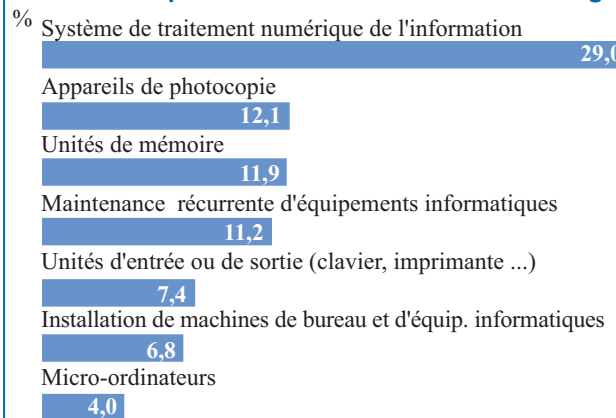 %
Système de traitement numérique de l'information
29,0
Appareils de photocopie
12,1
Unités de mémoire
11,9
Maintenance récurrente d'équipements informatiques
11,2
Unités d'entrée ou de sortie (clavier, imprimante ...)
7,4
Installation de machines de bureau et d'équip. informatiques
6,8
Micro-ordinateurs
4,0